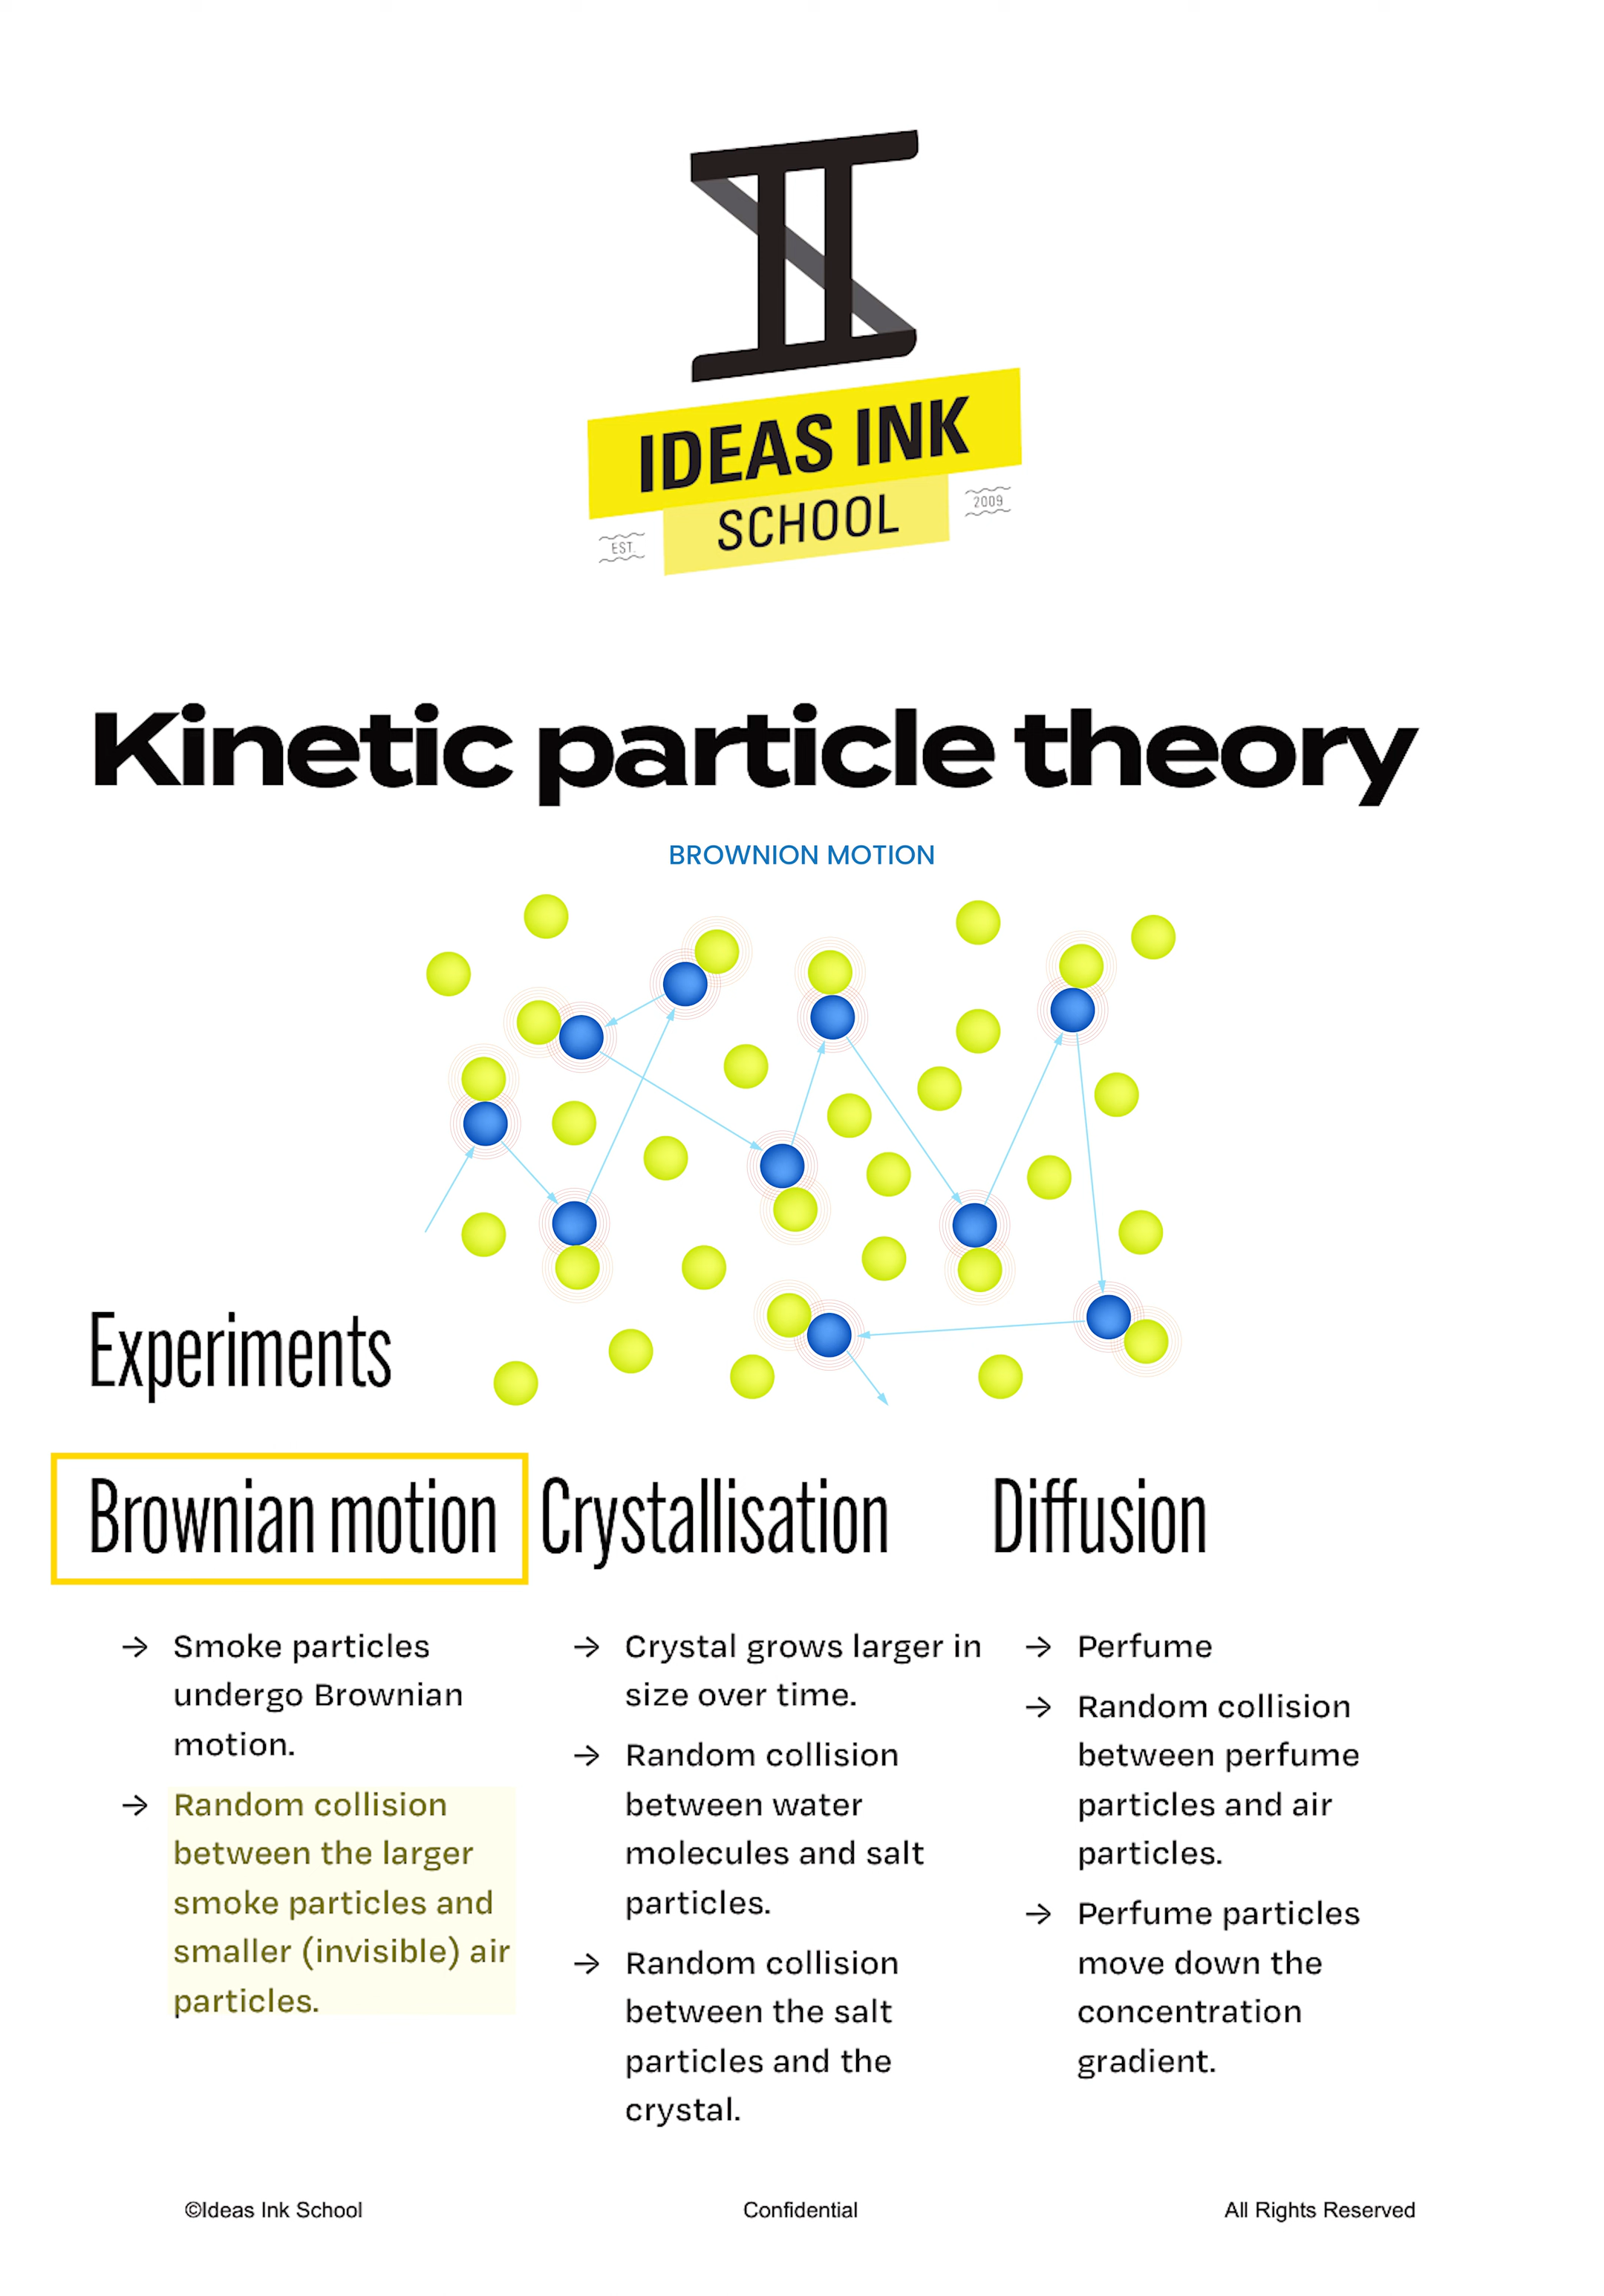 IDEAS INK
SCHOOL
EST.
2009
Kinetic particle theory
BROWNION MOTION
Experiments
Brownian motion
→ Smoke particles
undergo Brownian
motion.
→ Random collision
between the larger
smoke particles and
smaller (invisible) air
particles.
Crystallisation
→ Crystal grows larger in
size over time.
→ Random collision
between water
molecules and salt
particles.
→ Random collision
between the salt
particles and the
crystal.
Diffusion
→ Perfume
→ Random collision
between perfume
particles and air
particles.
→ Perfume particles
move down the
concentration
gradient.
©Ideas Ink School
Confidential
All Rights Reserved